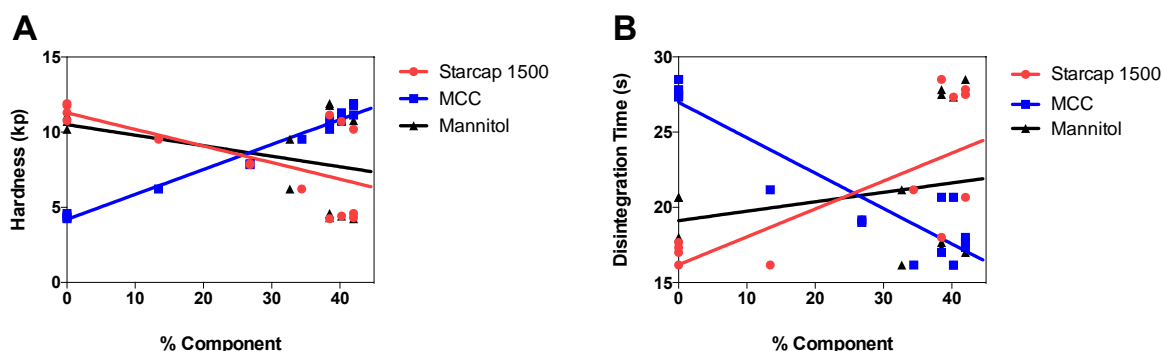 A
Hardness (kp)
15
10
5
0
0
10
20
30
40
% Component
Starcap 1500
MCC
Mannitol
B
Disintegration Time (s)
30
25
20
15
0
10
20
30
40
% Component
Starcap 1500
MCC
Mannitol